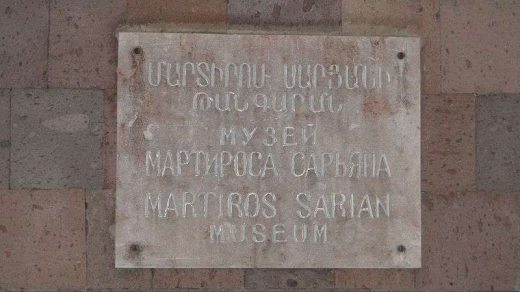 ՄԱՐՏԻՐՈՍ ՍԱՐՅԱՆԻ
ԹԱՆԳԱՐԱՆ
МУЗЕЙ
МАРТИРОСА САРЬЯНА
MARTIROS SARIAN
MUSEUM